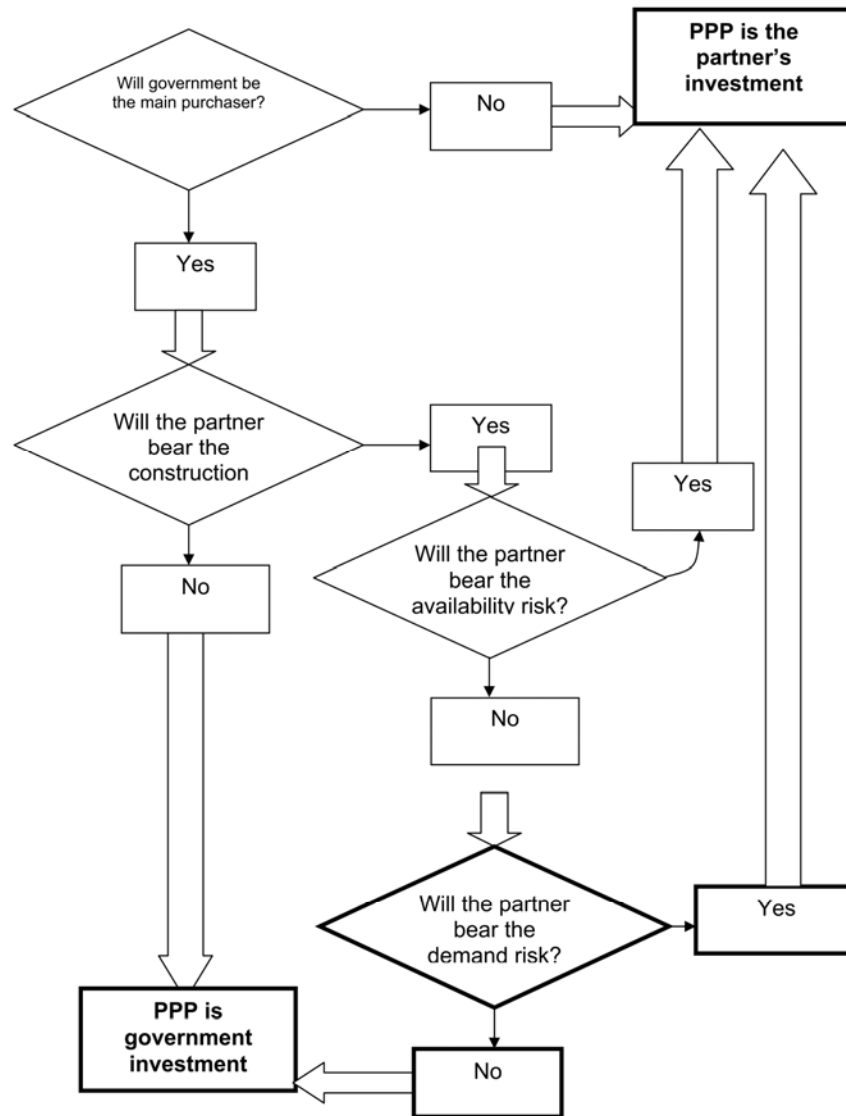 Will government be
the main purchaser?
No
PPP is the
partner's
investment
Yes
Will the partner
bear the
construction
Yes
Yes
Will the partner
bear the
availability risk?
No
No
Will the partner
bear the
demand risk?
Yes
PPP is
government
investment
No